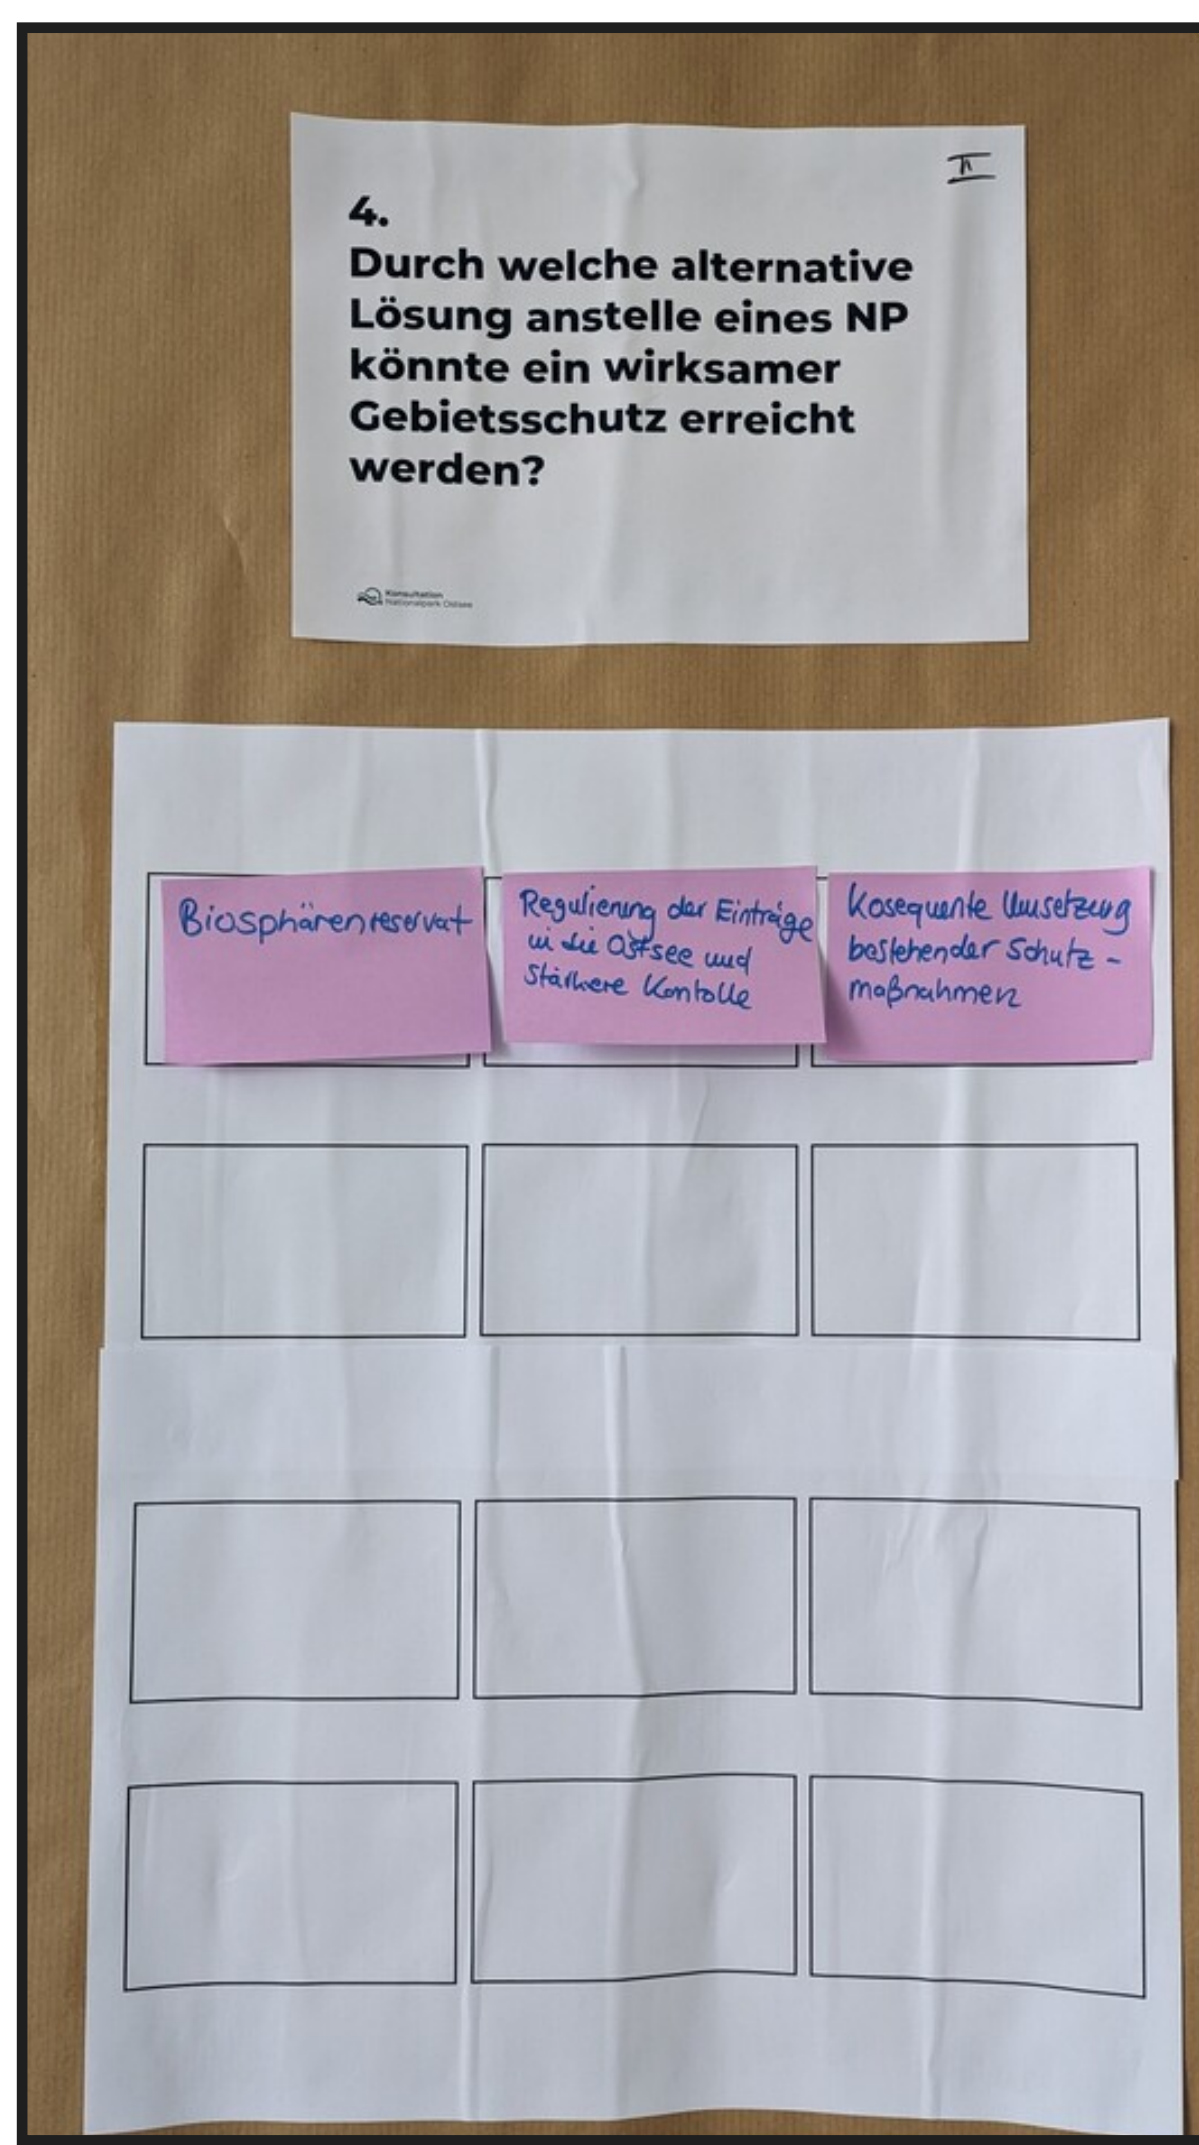 II
4.
Durch welche alternative
Lösung anstelle eines NP
könnte ein wirksamer
Gebietsschutz erreicht
werden?
Konsultation
Nationalpark Ostsee
Biosphärenreservat
Regulierung der Einträge
in die Ostsee und
Stärkere Kontolle
Kosequente Umsetzung
bestehender Schutz-
maßnahmen